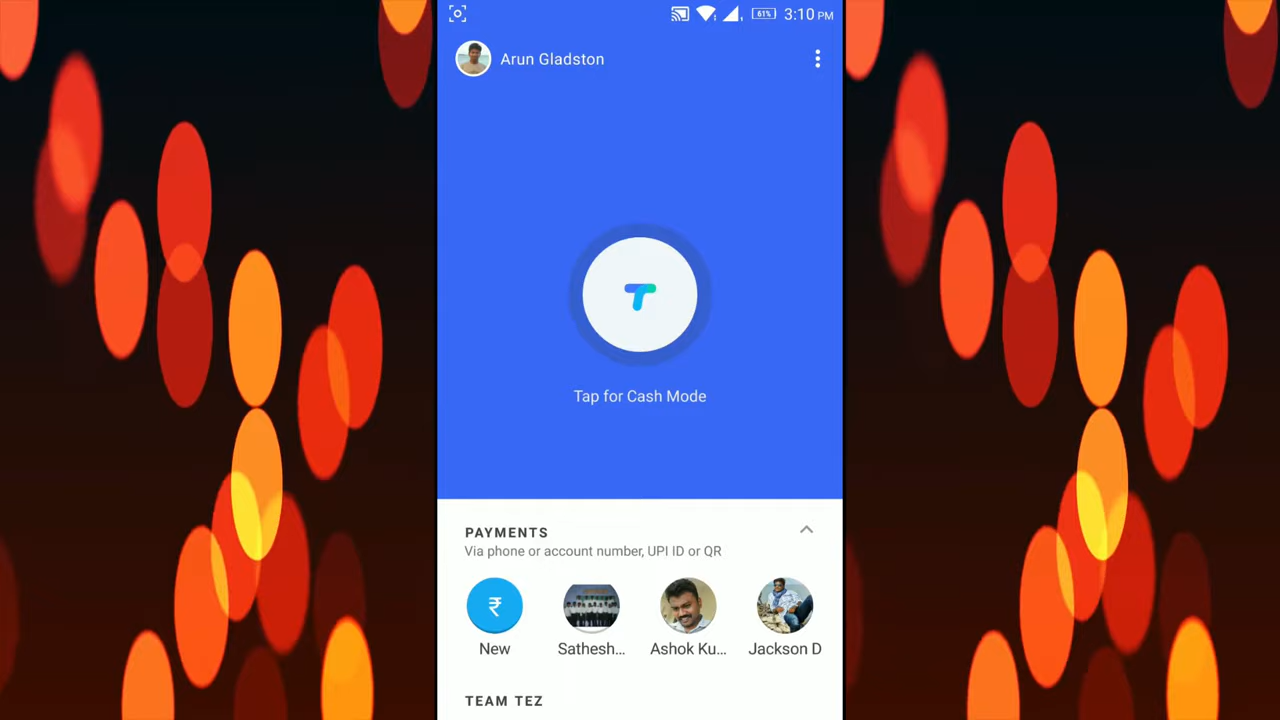 61% 3:10 PM
Arun Gladston
Tap for Cash Mode
PAYMENTS
Via phone or account number, UPI ID or QR
₹
New Sathesh... Ashok Ku... Jackson D
TEAM TEZ